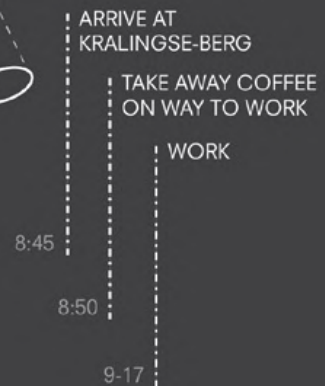 ARRIVE AT
KRALINGSE-BERG
TAKE AWAY COFFEE
ON WAY TO WORK
WORK
8:45
8:50
9-17